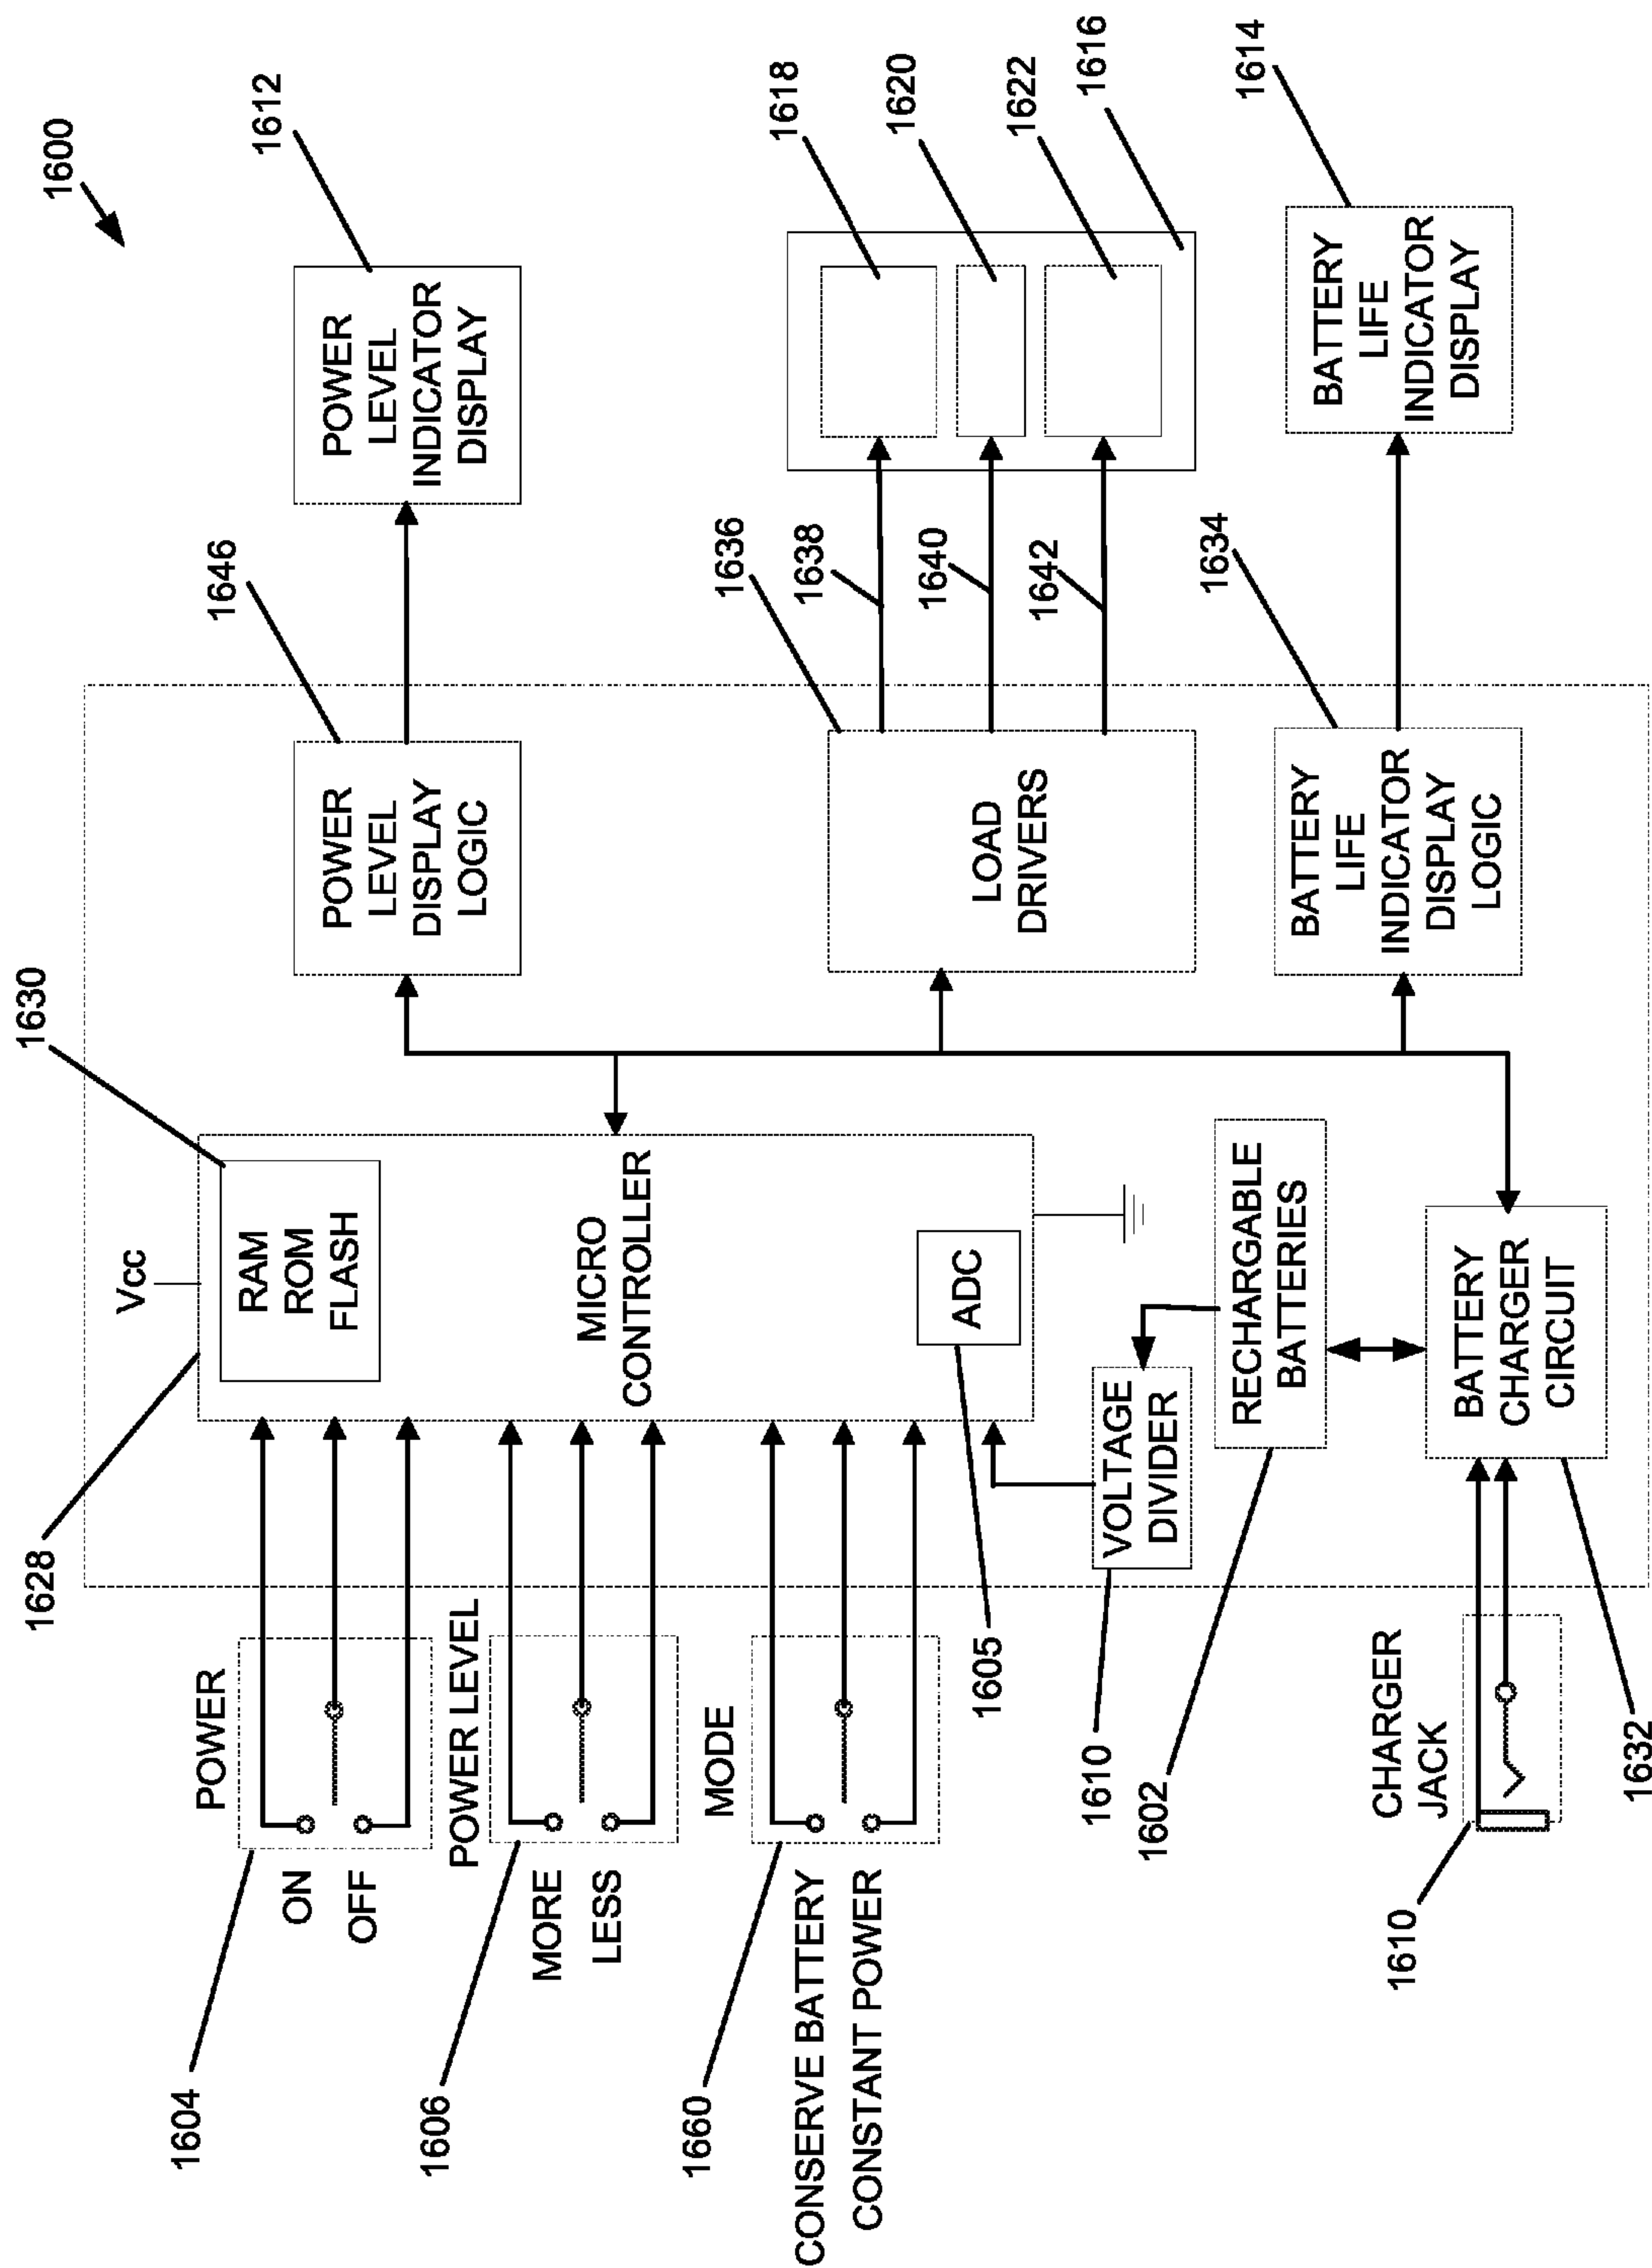 1600
1604
POWER
ON
OFF
1606
POWER LEVEL
MORE
LESS
1660
MODE
CONSERVE BATTERY
CONSTANT POWER
1610
CHARGER
JACK
1628
Vcc
1630
RAM
ROM
FLASH
MICRO
CONTROLLER
ADC
1605
1610
VOLTAGE
DIVIDER
1602
RECHARGABLE
BATTERIES
BATTERY
CHARGER
CIRCUIT
1632
1646
POWER
LEVEL
DISPLAY
LOGIC
1612
POWER
LEVEL
INDICATOR
DISPLAY
1636
LOAD
DRIVERS
1638
1640
1642
1618
1620
1622
1616
1634
BATTERY
LIFE
INDICATOR
DISPLAY
LOGIC
1614
BATTERY
LIFE
INDICATOR
DISPLAY